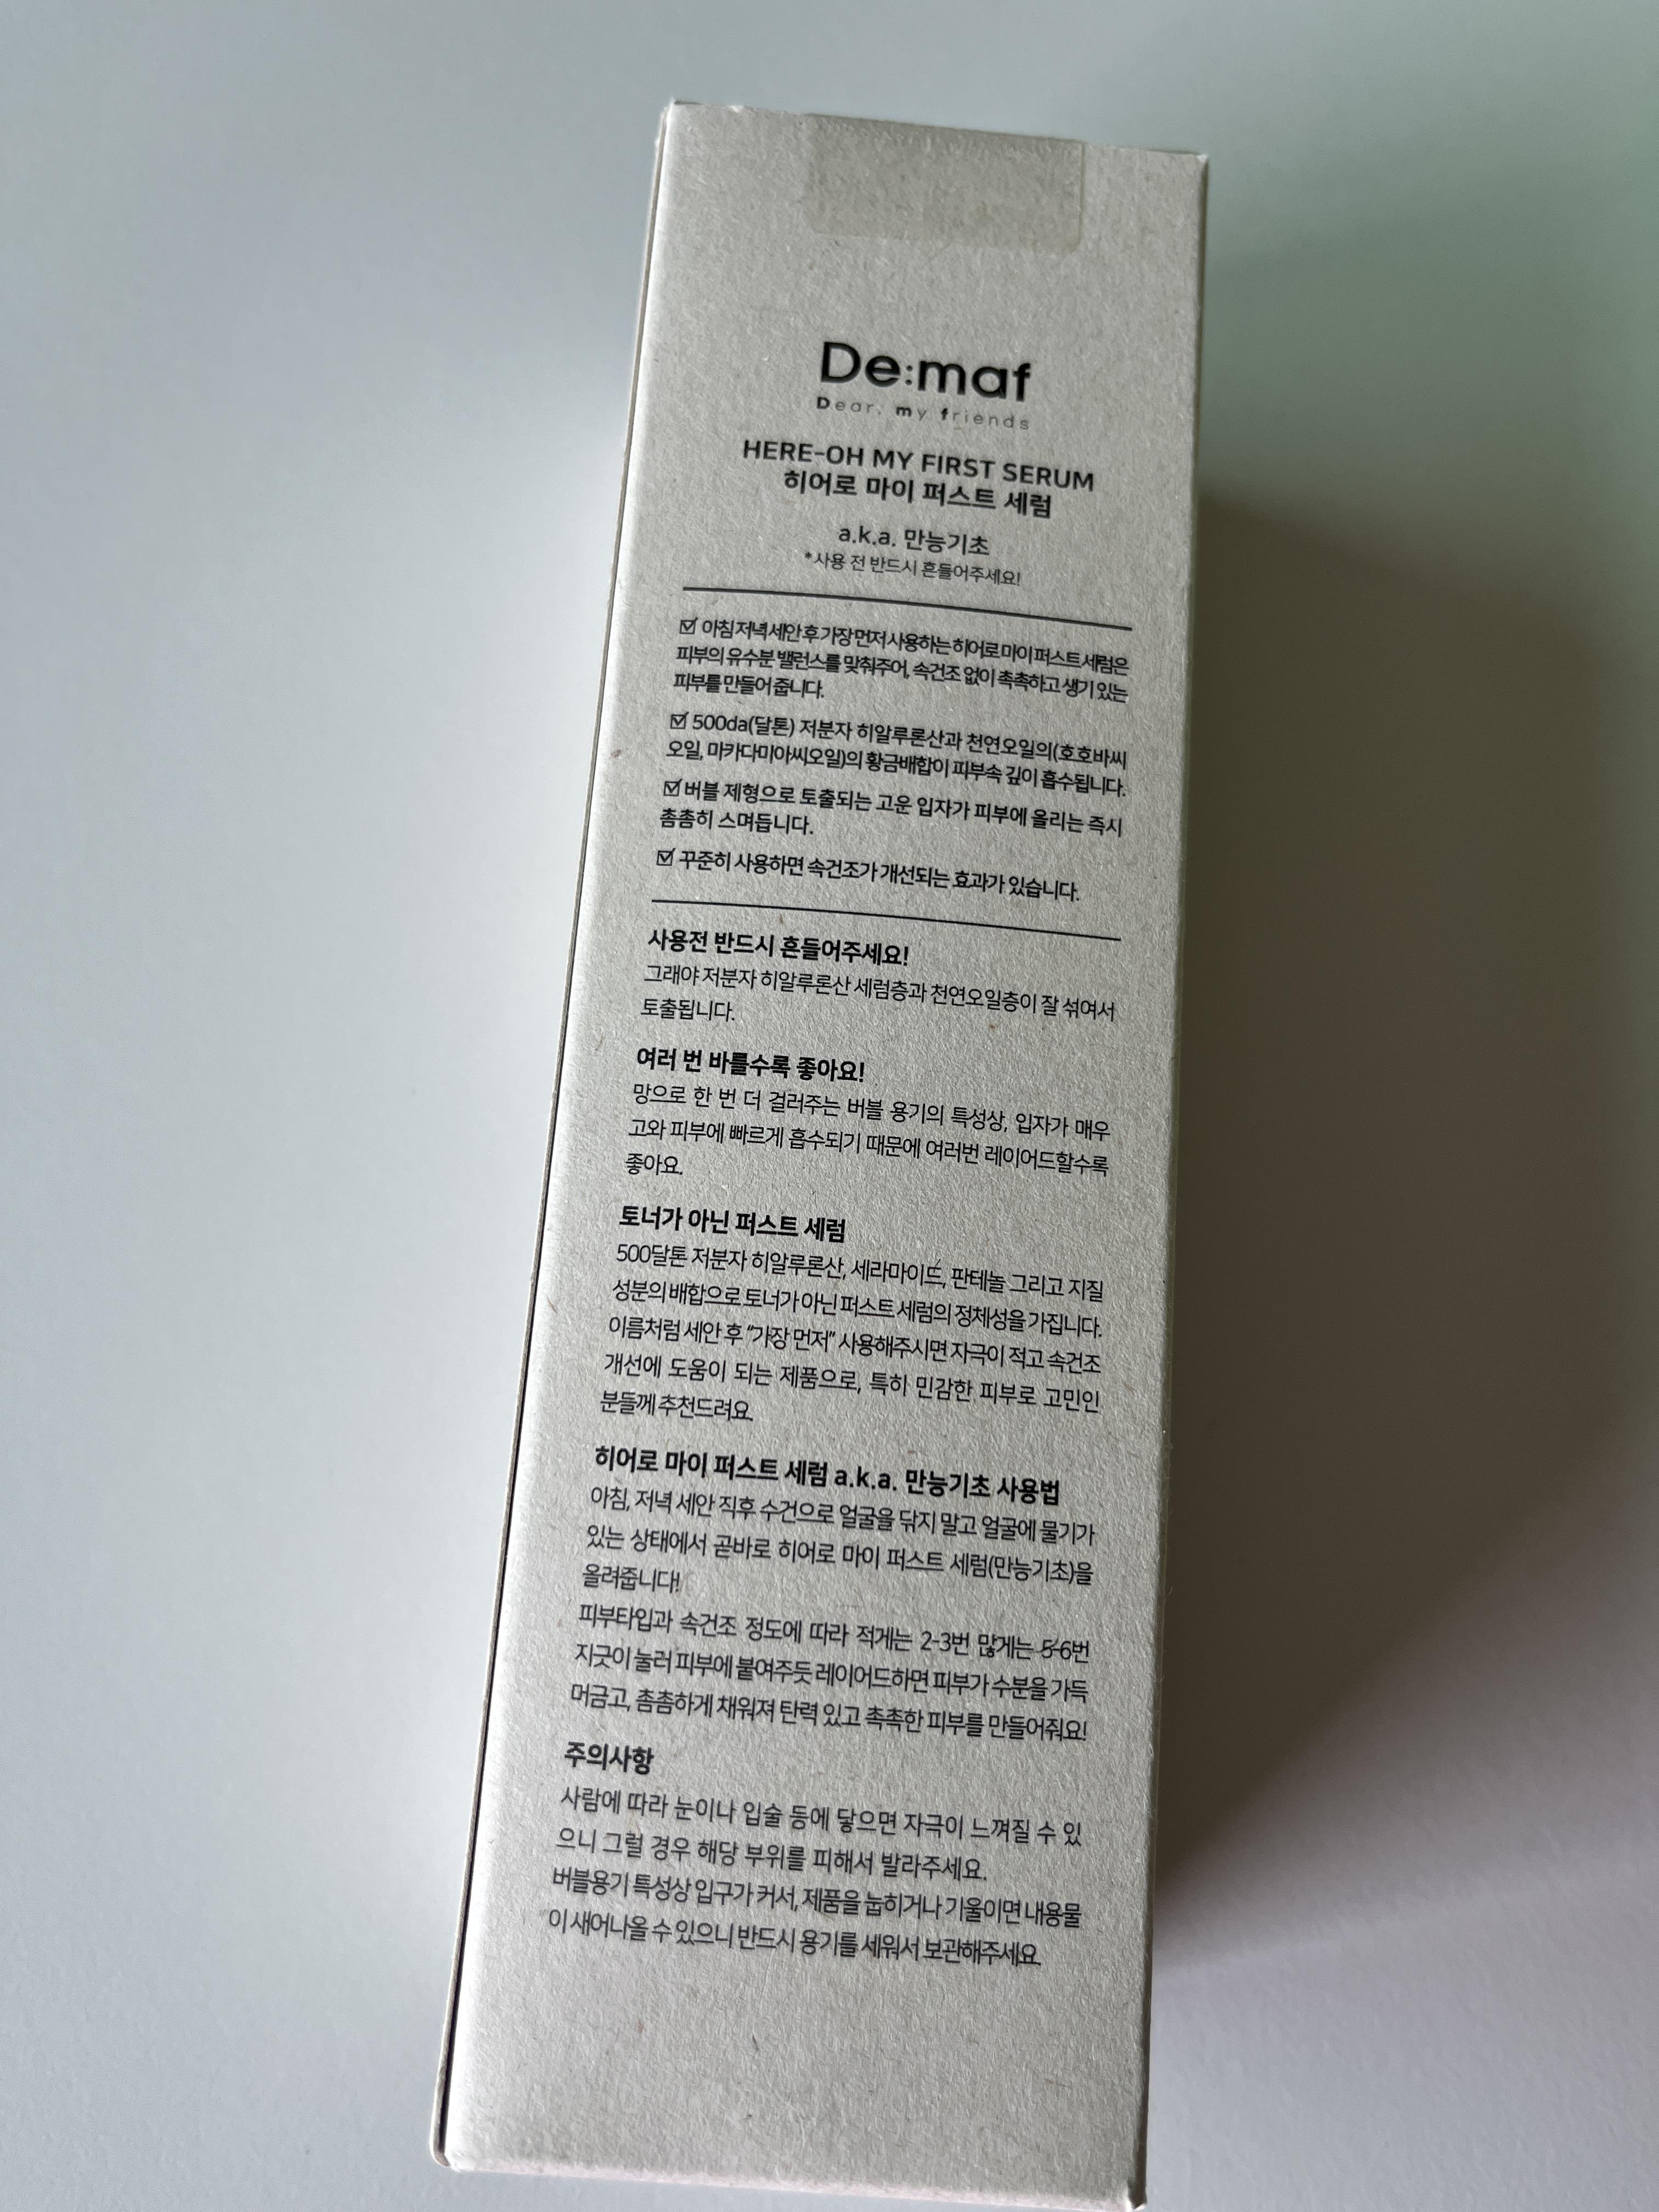 De:maf
Dear, my friends
HERE-OH MY FIRST SERUM
히어로 마이 퍼스트 세럼
a.k.a. 만능기초
*사용 전 반드시 흔들어주세요!
☑ 아침 저녁 세안 후 가장 먼저 사용하는 히어로 마이 퍼스트 세럼은
피부의 유수분 밸런스를 맞춰주어, 속건조 없이 촉촉하고 생기 있는
피부를 만들어 줍니다.
☑ 500da(달톤) 저분자 히알루론산과 천연오일의(호호바씨
오일, 마카다미아씨오일)의 황금배합이 피부속 깊이 흡수됩니다.
☑ 버블 제형으로 토출되는 고운 입자가 피부에 올리는 즉시
촘촘히 스며듭니다.
☑ 꾸준히 사용하면 속건조가 개선되는 효과가 있습니다.
사용전 반드시 흔들어주세요!
그래야 저분자 히알루론산 세럼층과 천연오일층이 잘 섞여서
토출됩니다.
여러 번 바를수록 좋아요!
망으로 한 번 더 걸러주는 버블 용기의 특성상, 입자가 매우
고와 피부에 빠르게 흡수되기 때문에 여러번 레이어드할수록
좋아요.
토너가 아닌 퍼스트 세럼
500달톤 저분자 히알루론산, 세라마이드, 판테놀 그리고 지질
성분의 배합으로 토너가 아닌 퍼스트 세럼의 정체성을 가집니다.
이름처럼 세안 후 “가장 먼저” 사용해주시면 자극이 적고 속건조
개선에 도움이 되는 제품으로, 특히 민감한 피부로 고민인
분들께 추천드려요.
히어로 마이 퍼스트 세럼 a.k.a. 만능기초 사용법
아침, 저녁 세안 직후 수건으로 얼굴을 닦지 말고 얼굴에 물기가
있는 상태에서 곧바로 히어로 마이 퍼스트 세럼(만능기초)을
올려줍니다!
피부타입과 속건조 정도에 따라 적게는 2-3번 많게는 5-6번
지긋이 눌러 피부에 붙여주듯 레이어드하면 피부가 수분을 가득
머금고, 촘촘하게 채워져 탄력 있고 촉촉한 피부를 만들어줘요!
주의사항
사람에 따라 눈이나 입술 등에 닿으면 자극이 느껴질 수 있
으니 그럴 경우 해당 부위를 피해서 발라주세요.
버블용기 특성상 입구가 커서, 제품을 눕히거나 기울이면 내용물
이 새어나올 수 있으니 반드시 용기를 세워서 보관해주세요.